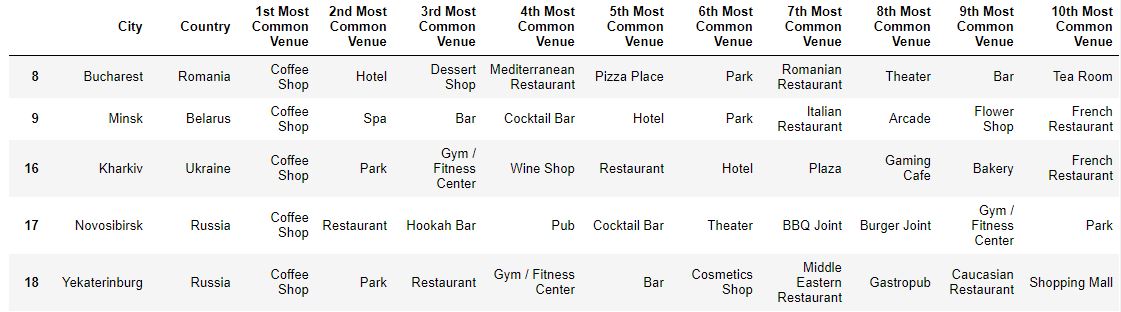 City Country 1st Most Common Venue 2nd Most Common Venue 3rd Most Common Venue 4th Most Common Venue 5th Most Common Venue 6th Most Common Venue 7th Most Common Venue 8th Most Common Venue 9th Most Common Venue 10th Most Common Venue
8 Bucharest Romania Coffee Shop Hotel Dessert Shop Mediterranean Restaurant Pizza Place Park Romanian Restaurant Theater Bar Tea Room
9 Minsk Belarus Coffee Shop Spa Bar Cocktail Bar Hotel Park Italian Restaurant Arcade Flower Shop French Restaurant
16 Kharkiv Ukraine Coffee Shop Park Gym / Fitness Center Wine Shop Restaurant Hotel Plaza Gaming Cafe Bakery French Restaurant
17 Novosibirsk Russia Coffee Shop Restaurant Hookah Bar Pub Cocktail Bar Theater BBQ Joint Burger Joint Gym / Fitness Center Park
18 Yekaterinburg Russia Coffee Shop Park Restaurant Gym / Fitness Center Bar Cosmetics Shop Middle Eastern Restaurant Gastropub Caucasian Restaurant Shopping Mall